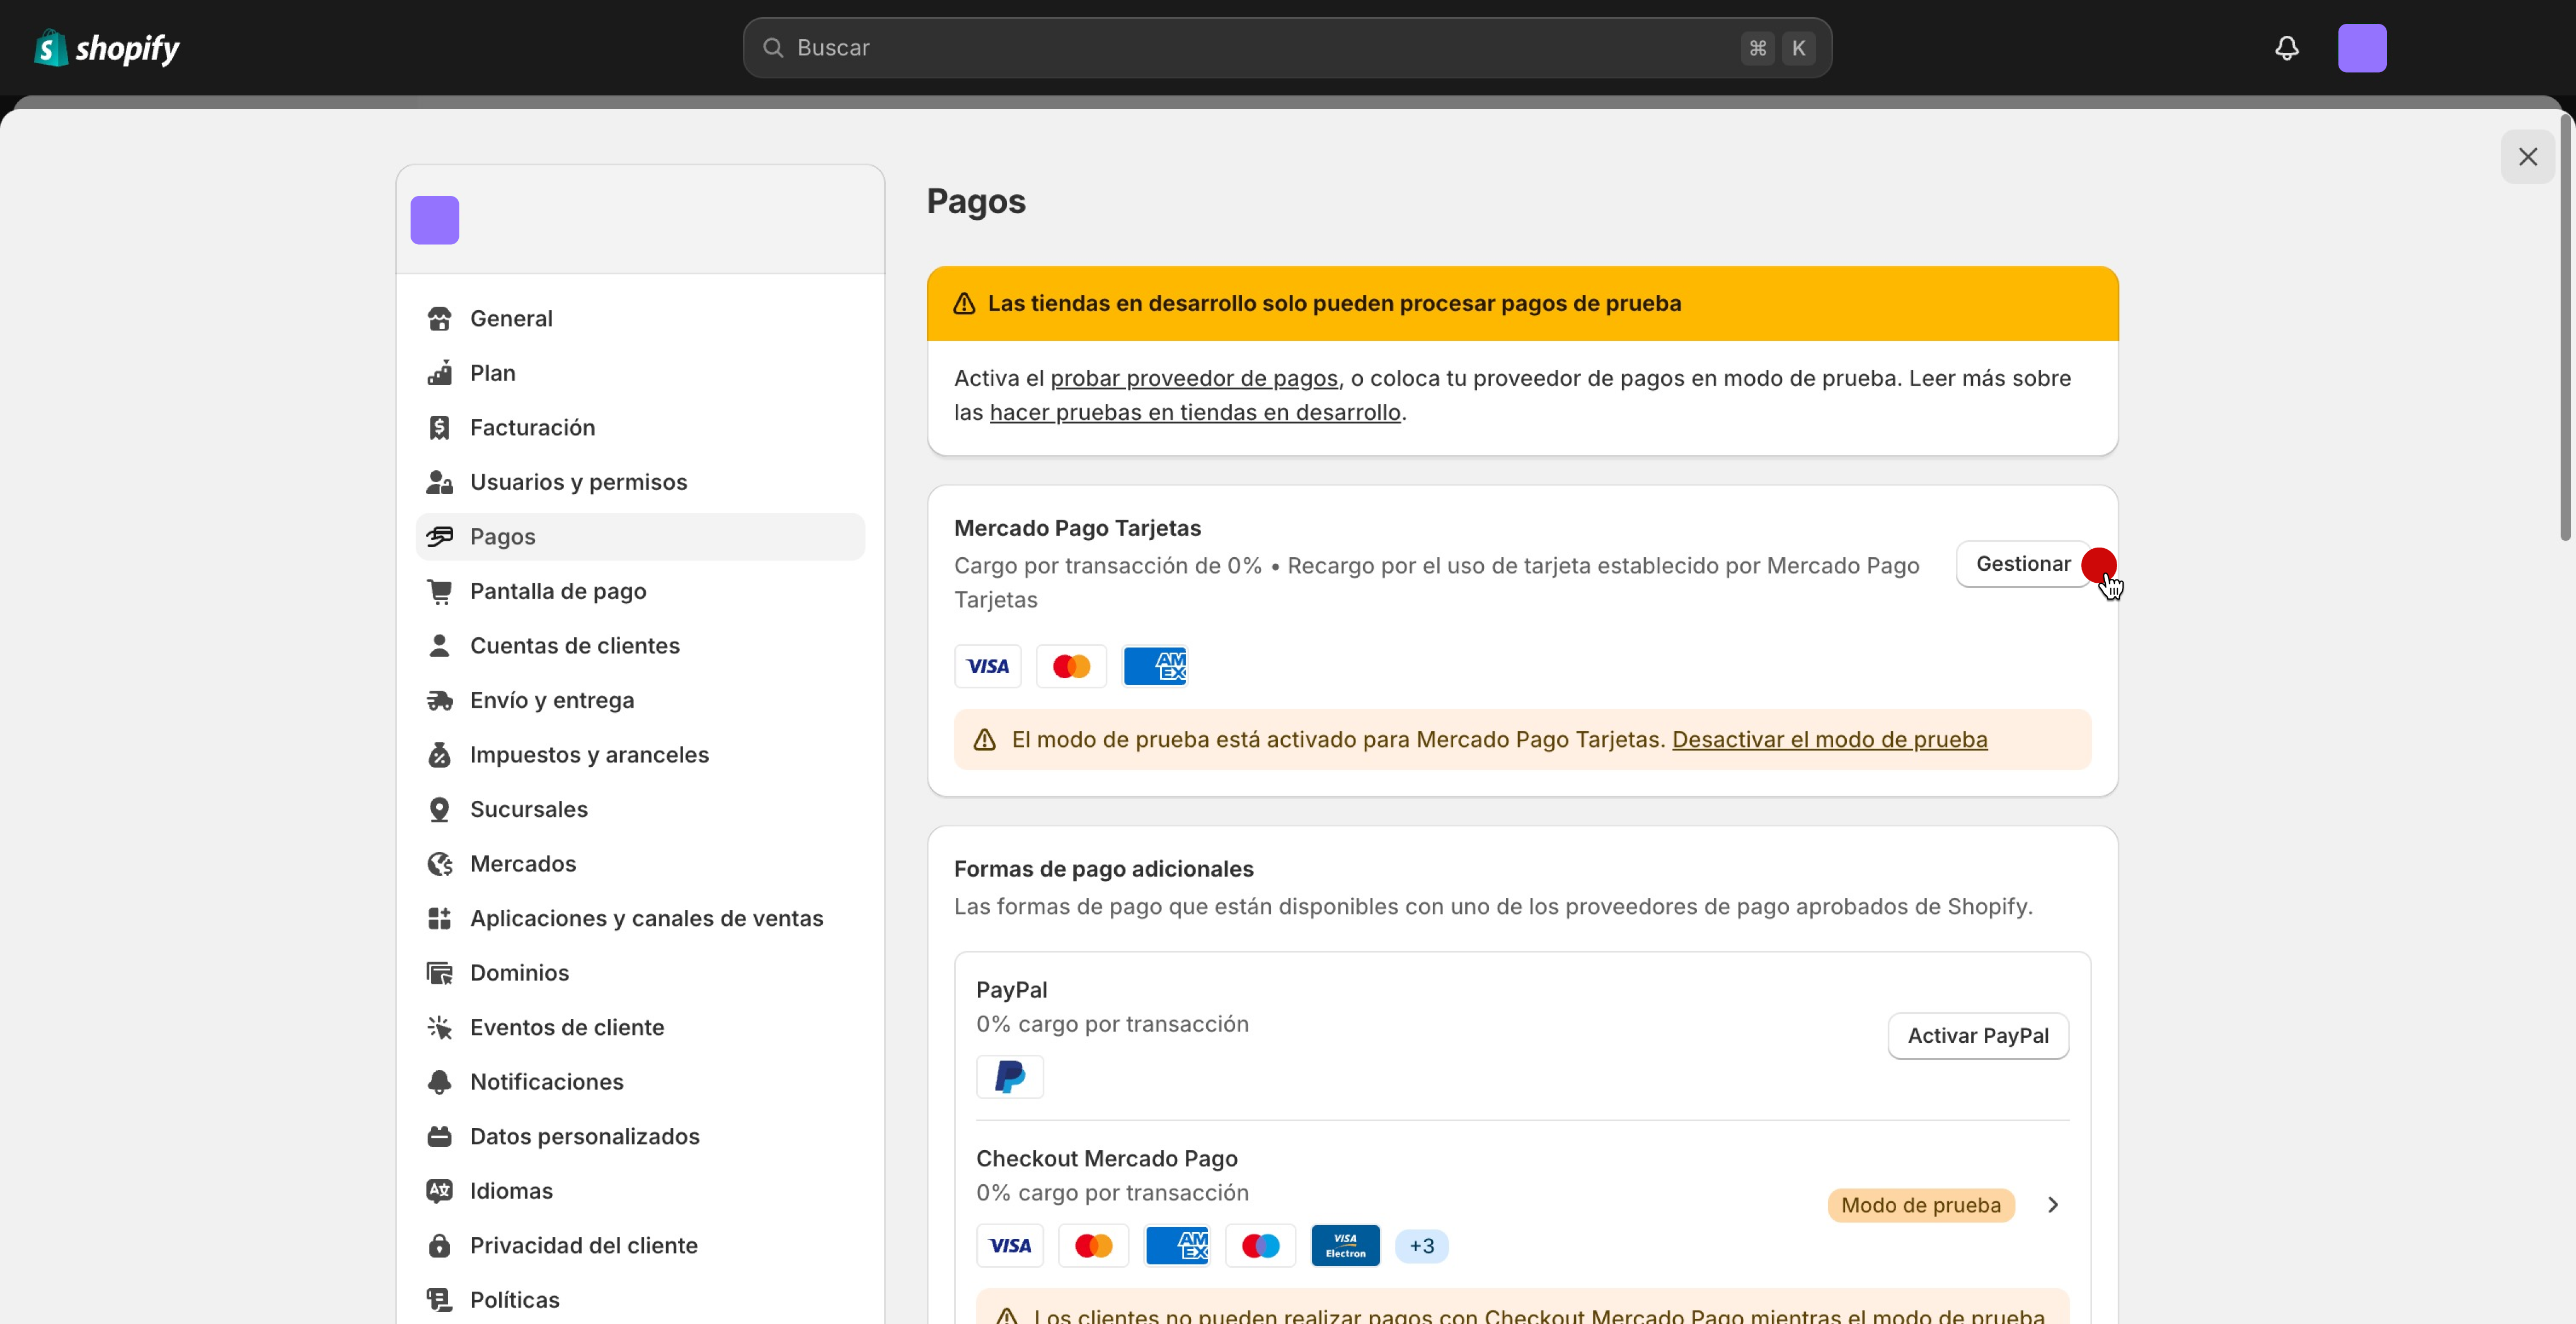 shopify
Buscar
⌘ K
Pagos
General
Plan
Facturación
Usuarios y permisos
Pagos
Pantalla de pago
Cuentas de clientes
Envío y entrega
Impuestos y aranceles
Sucursales
Mercados
Aplicaciones y canales de ventas
Dominios
Eventos de cliente
Notificaciones
Datos personalizados
Idiomas
Privacidad del cliente
Políticas
Las tiendas en desarrollo solo pueden procesar pagos de prueba
Activa el probar proveedor de pagos, o coloca tu proveedor de pagos en modo de prueba. Leer más sobre
las hacer pruebas en tiendas en desarrollo.
Mercado Pago Tarjetas
Cargo por transacción de 0% • Recargo por el uso de tarjeta establecido por Mercado Pago
Tarjetas
Gestionar
VISA
AM
EX
El modo de prueba está activado para Mercado Pago Tarjetas. Desactivar el modo de prueba
Formas de pago adicionales
Las formas de pago que están disponibles con uno de los proveedores de pago aprobados de Shopify.
PayPal
0% cargo por transacción
Activar PayPal
Checkout Mercado Pago
0% cargo por transacción
Modo de prueba
VISA
AM
EX
VISA
Electron
+3
Los clientes no pueden realizar pagos con Checkout Mercado Pago mientras el modo de prueba